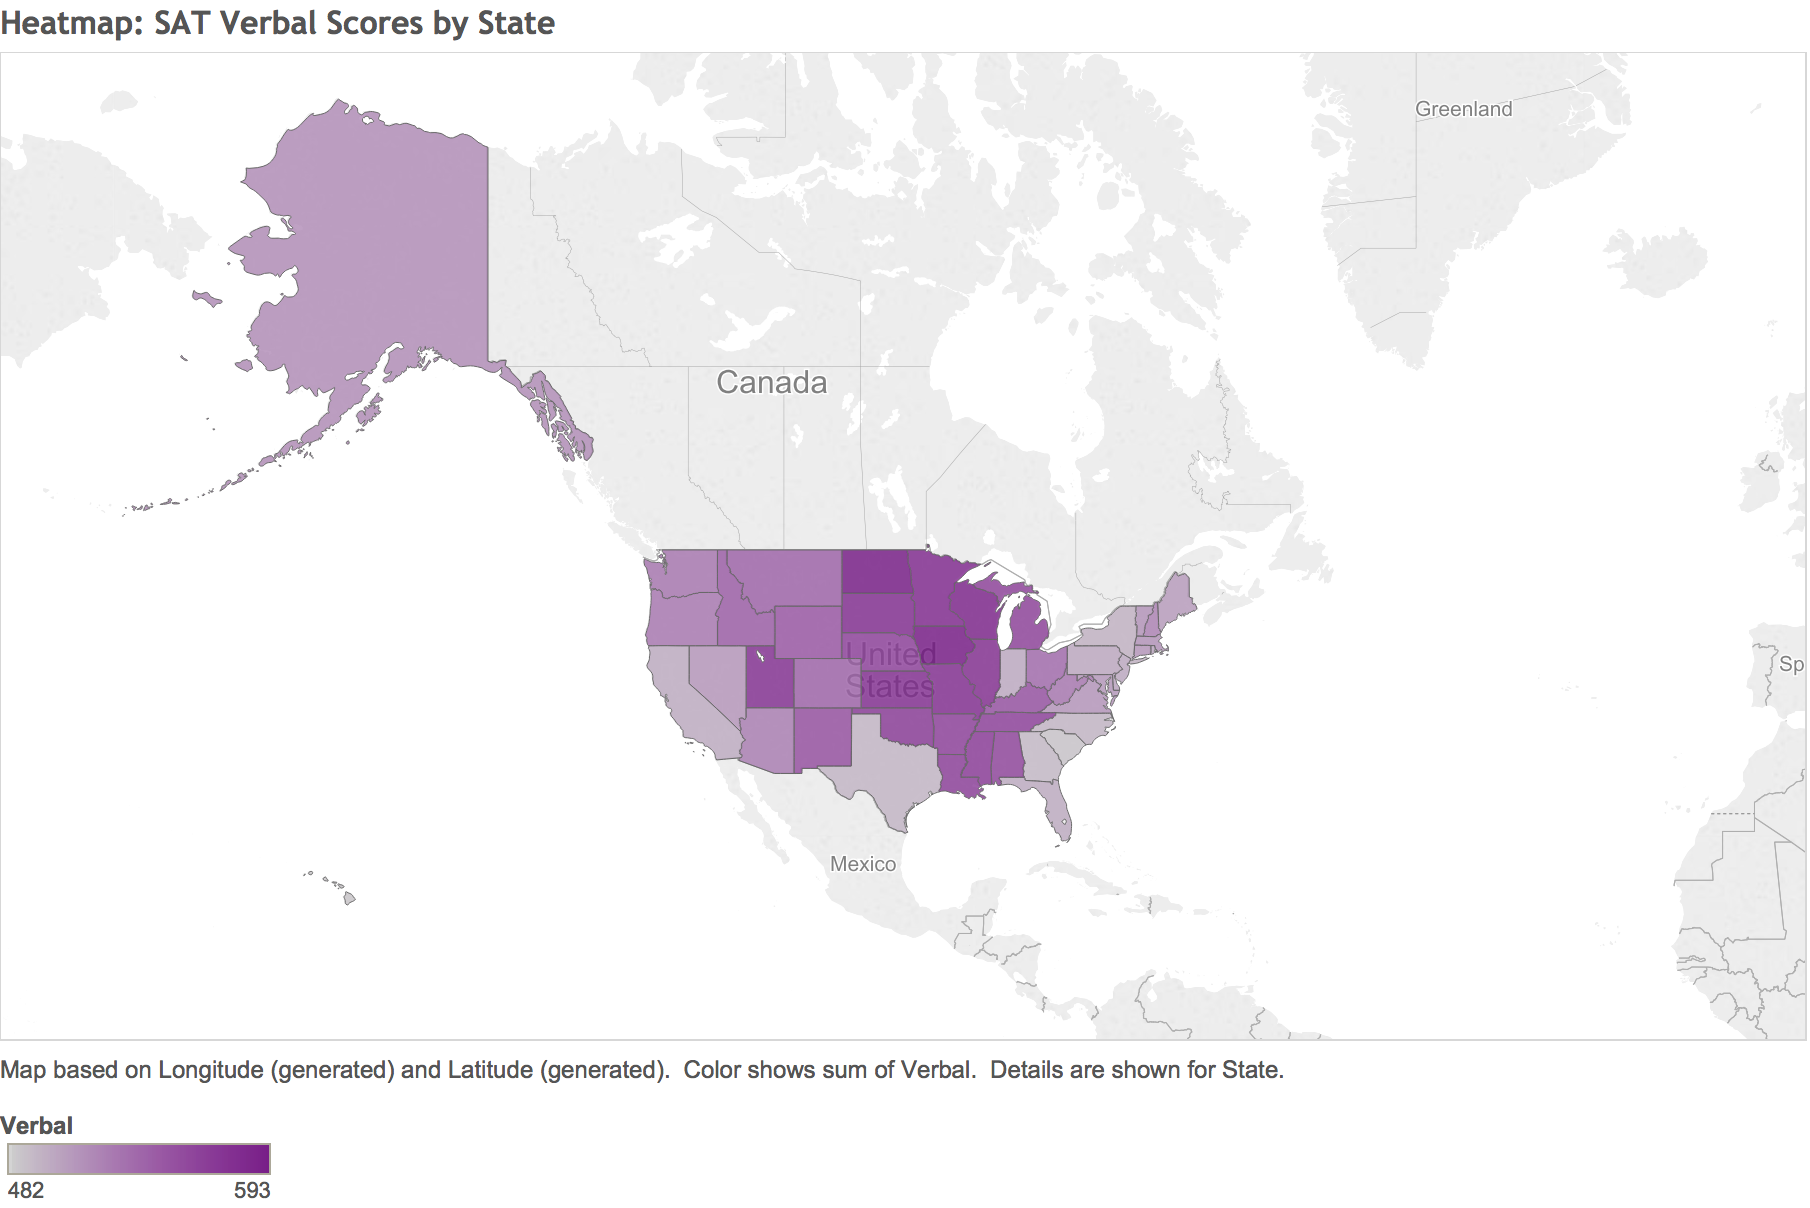 Heatmap: SAT Verbal Scores by State
Greenland
Canada
United
States
Sp
Mexico
Map based on Longitude (generated) and Latitude (generated).  Color shows sum of Verbal.  Details are shown for State.
Verbal
482
593